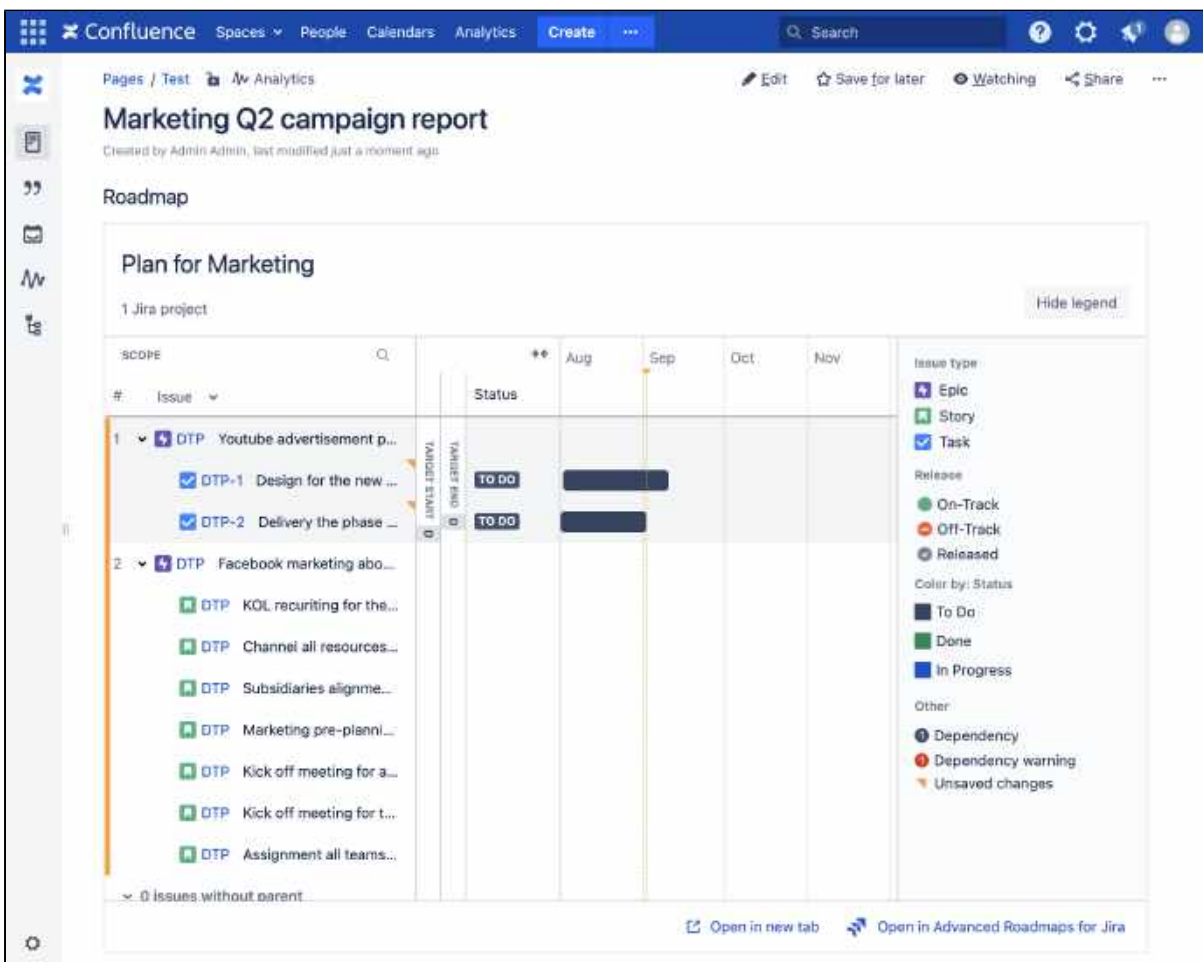 Confluence Spaces People Calendars Analytics Create ··· Search
Pages / Test Analytics Edit Save for later Watching Share ···
Marketing Q2 campaign report
Created by Admin Admin, last modified just a moment ago
Roadmap
Plan for Marketing
1 Jira project Hide legend
SCOPE Aug Sep Oct Nov
# Issue Status
TARGET START D
TARGET END D
1 DTP Youtube advertisement p...
DTP-1 Design for the new ... TO DO
DTP-2 Delivery the phase ... TO DO
2 DTP Facebook marketing abo...
DTP KOL recuriting for the...
DTP Channel all resources...
DTP Subsidiaries alignme...
DTP Marketing pre-planni...
DTP Kick off meeting for a...
DTP Kick off meeting for t...
DTP Assignment all teams...
0 issues without parent
Issue type
Epic
Story
Task
Release
On-Track
Off-Track
Released
Color by: Status
To Do
Done
In Progress
Other
Dependency
Dependency warning
Unsaved changes
Open in new tab Open in Advanced Roadmaps for Jira